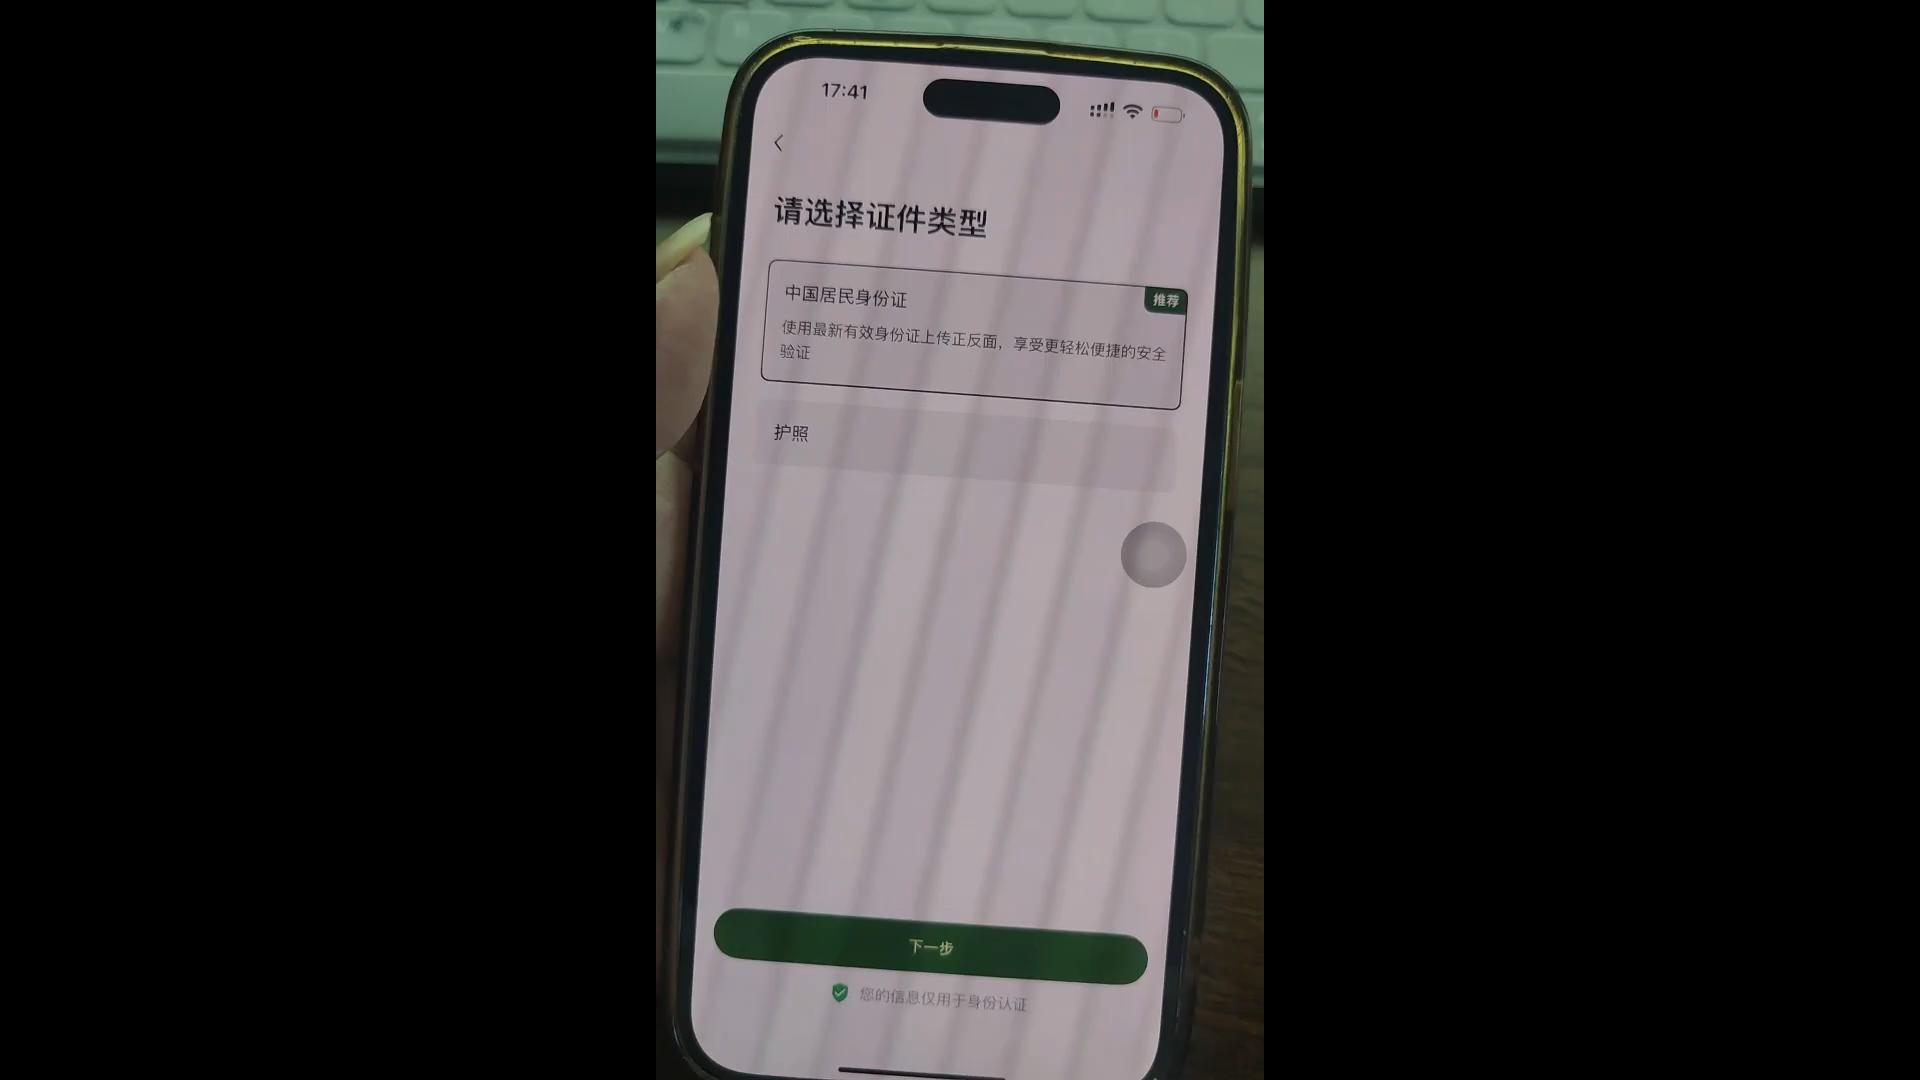 17:41
请选择证件类型
中国居民身份证
推荐
使用最新有效身份证上传正反面，享受更轻松便捷的安全
验证
护照
下一步
您的信息仅用于身份认证